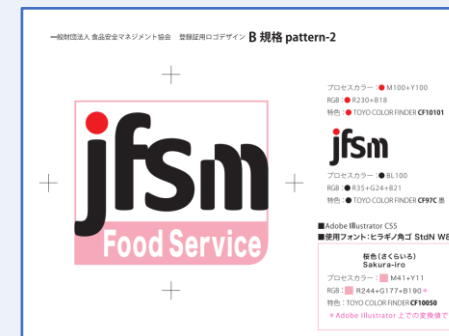 一般財団法人 食品安全マネジメント協会 登録証用ロゴデザイン B 規格 pattern-2
jfsm
Food Service
プロセスカラー：● M100+Y100
RGB：● R230+B18
特色：● TOYO COLOR FINDER CF10101
jfsm
プロセスカラー：● BL100
RGB：● R35+G24+B21
特色：● TOYO COLOR FINDER CF97C 墨
■Adobe Illustrator CS5
■使用フォント：ヒラギノ角ゴ StdN W8
桜色（さくらいろ）
Sakura-iro
プロセスカラー：■ M41+Y11
RGB：■ R244+G177+B190＊
特色：TOYO COLOR FINDER CF10050
＊Adobe Illustrator 上での変換値で